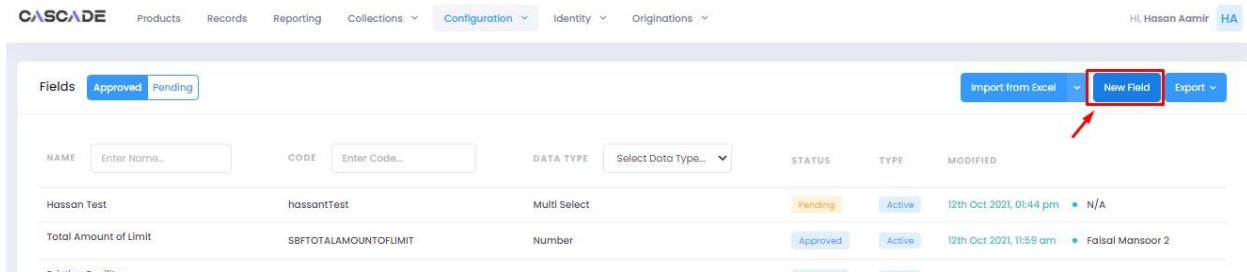 CASCADE Products Records Reporting Collections Configuration Identity Originations Hi, Hasan Aamir HA
Fields Approved Pending Import from Excel New Field Export
NAME Enter Name... CODE Enter Code... DATA TYPE Select Data Type... STATUS TYPE MODIFIED
Hassan Test hassantTest Multi Select Pending Active 12th Oct 2021, 01:44 pm • N/A
Total Amount of Limit SBFTOTALAMOUNTOFLIMIT Number Approved Active 12th Oct 2021, 11:59 am • Faisal Mansoor 2